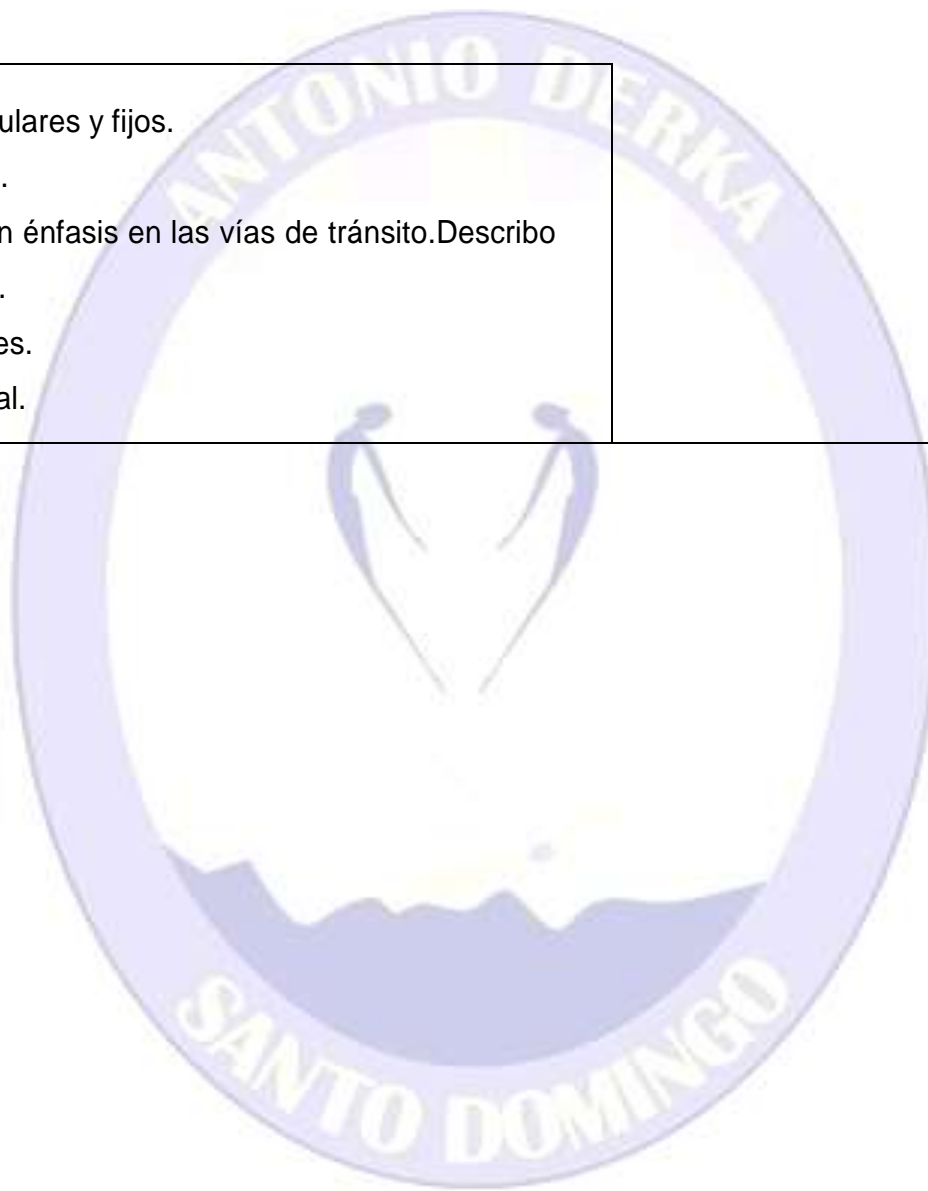 ANTONIO DERKA
ulares y fijos.
.
n énfasis en las vías de tránsito.Describo
.
es.
al.
SANTO DOMINGO